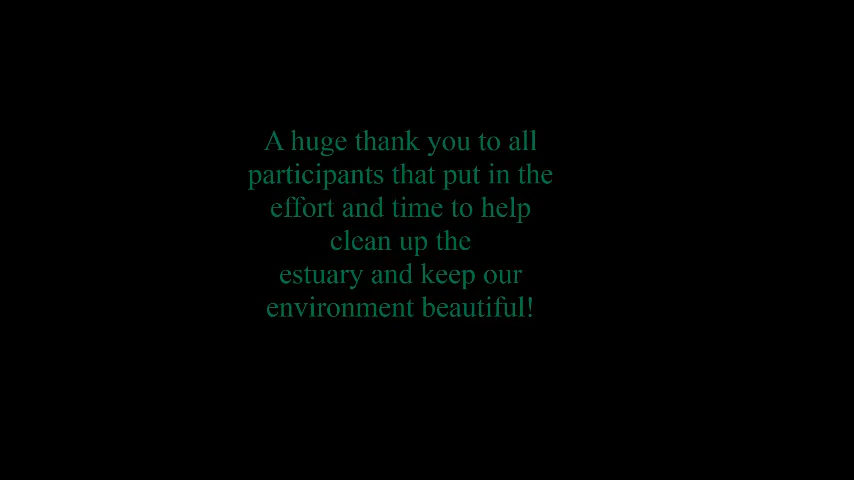 A huge thank you to all
participants that put in the
effort and time to help
clean up the
estuary and keep our
environment beautiful!